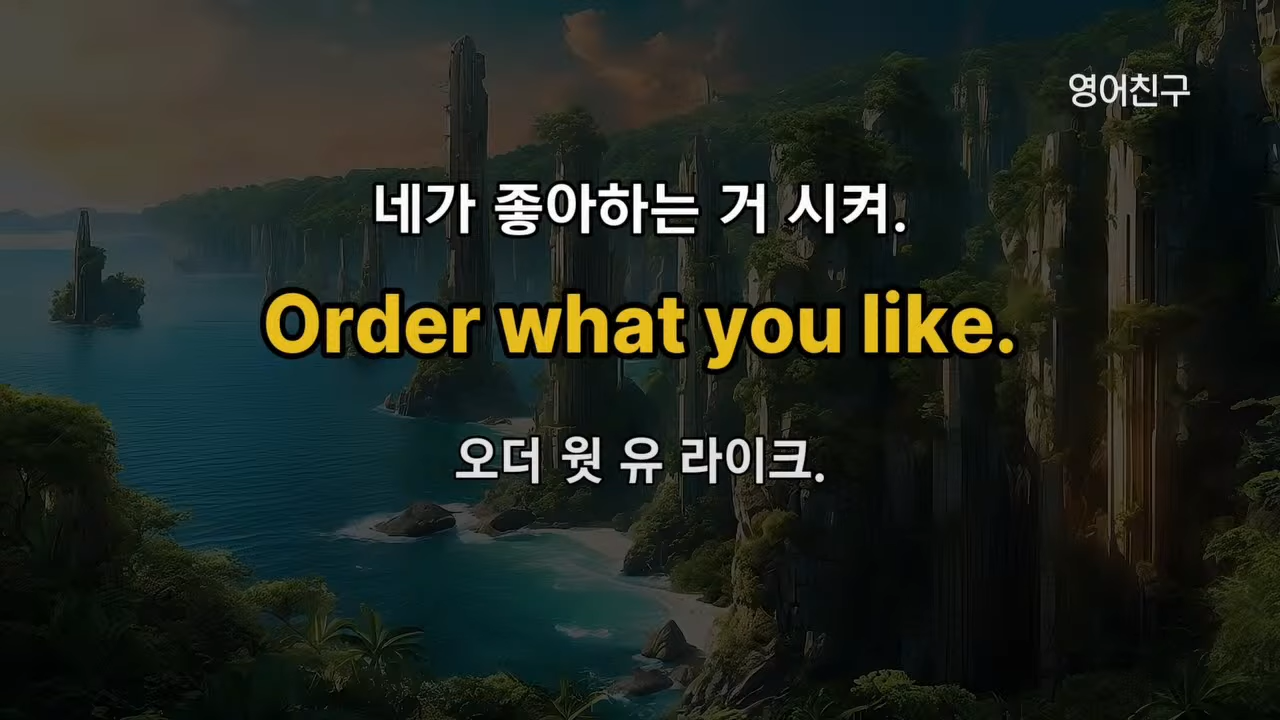 영어친구
네가 좋아하는 거 시켜.
Order what you like.
오더 웟 유 라이크.